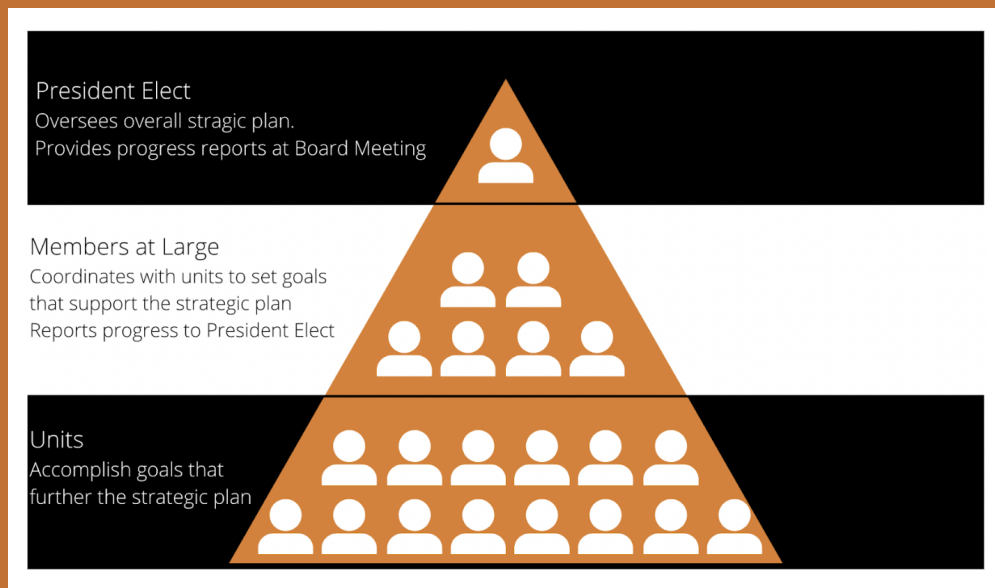 President Elect
Oversees overall stragic plan.
Provides progress reports at Board Meeting
Members at Large
Coordinates with units to set goals
that support the strategic plan
Reports progress to President Elect
Units
Accomplish goals that
further the strategic plan